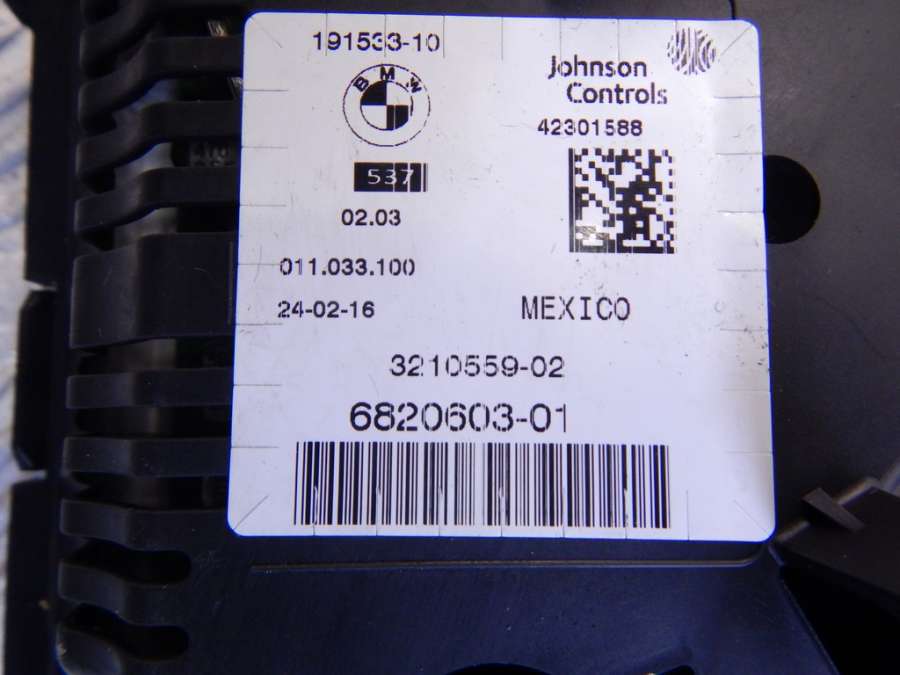 191533-10
BMW
Johnson
Controls
42301588
537
02.03
011.033.100
24-02-16
MEXICO
3210559-02
6820603-01